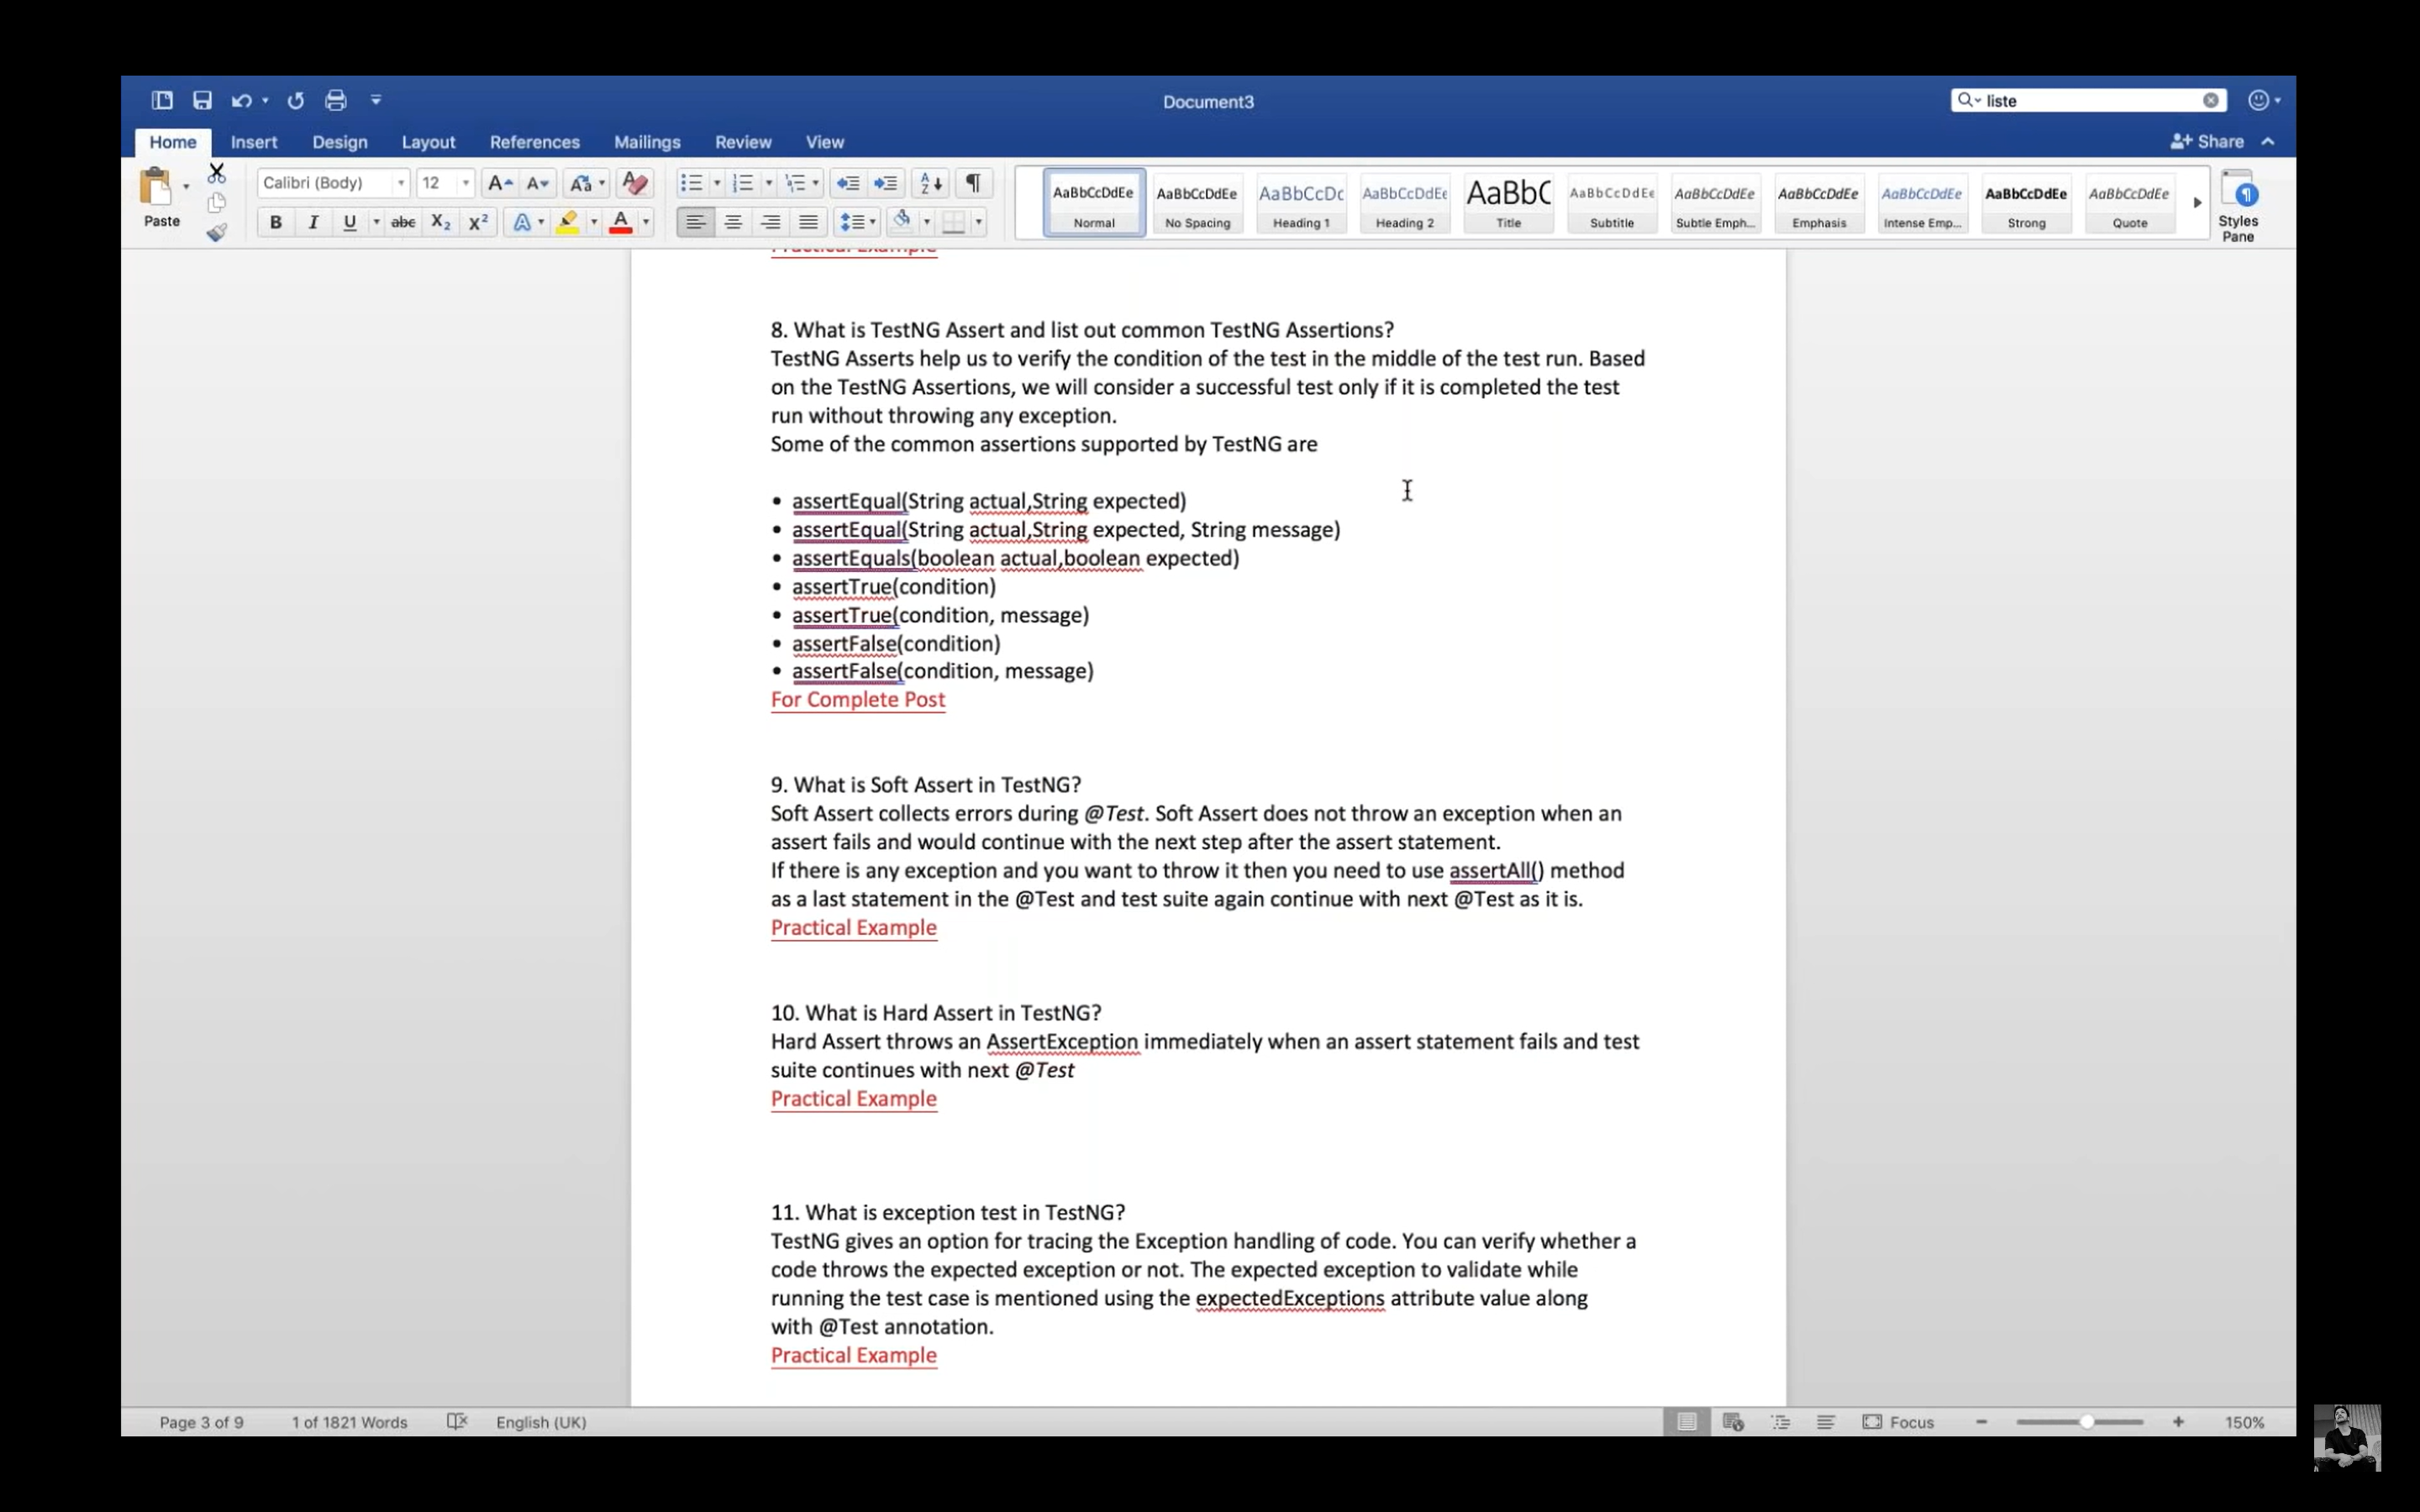 Document3
liste
Home Insert Design Layout References Mailings Review View
Share
Paste
Calibri (Body) 12
AaBbCcDdEe AaBbCcDdEe AaBbCcDc AaBbCcDdEe AaBbC AaBbCcDdEe AaBbCcDdEe AaBbCcDdEe AaBbCcDdEe AaBbCcDdEe AaBbCcDdEe
Normal No Spacing Heading 1 Heading 2 Title Subtitle Subtle Emph... Emphasis Intense Emp... Strong Quote
Styles
Pane
Practical Example
8. What is TestNG Assert and list out common TestNG Assertions?
TestNG Asserts help us to verify the condition of the test in the middle of the test run. Based
on the TestNG Assertions, we will consider a successful test only if it is completed the test
run without throwing any exception.
Some of the common assertions supported by TestNG are
• assertEqual(String actual,String expected)
• assertEqual(String actual,String expected, String message)
• assertEquals(boolean actual,boolean expected)
• assertTrue(condition)
• assertTrue(condition, message)
• assertFalse(condition)
• assertFalse(condition, message)
For Complete Post
9. What is Soft Assert in TestNG?
Soft Assert collects errors during @Test. Soft Assert does not throw an exception when an
assert fails and would continue with the next step after the assert statement.
If there is any exception and you want to throw it then you need to use assertAll() method
as a last statement in the @Test and test suite again continue with next @Test as it is.
Practical Example
10. What is Hard Assert in TestNG?
Hard Assert throws an AssertException immediately when an assert statement fails and test
suite continues with next @Test
Practical Example
11. What is exception test in TestNG?
TestNG gives an option for tracing the Exception handling of code. You can verify whether a
code throws the expected exception or not. The expected exception to validate while
running the test case is mentioned using the expectedExceptions attribute value along
with @Test annotation.
Practical Example
Page 3 of 9 1 of 1821 Words English (UK) Focus 150%